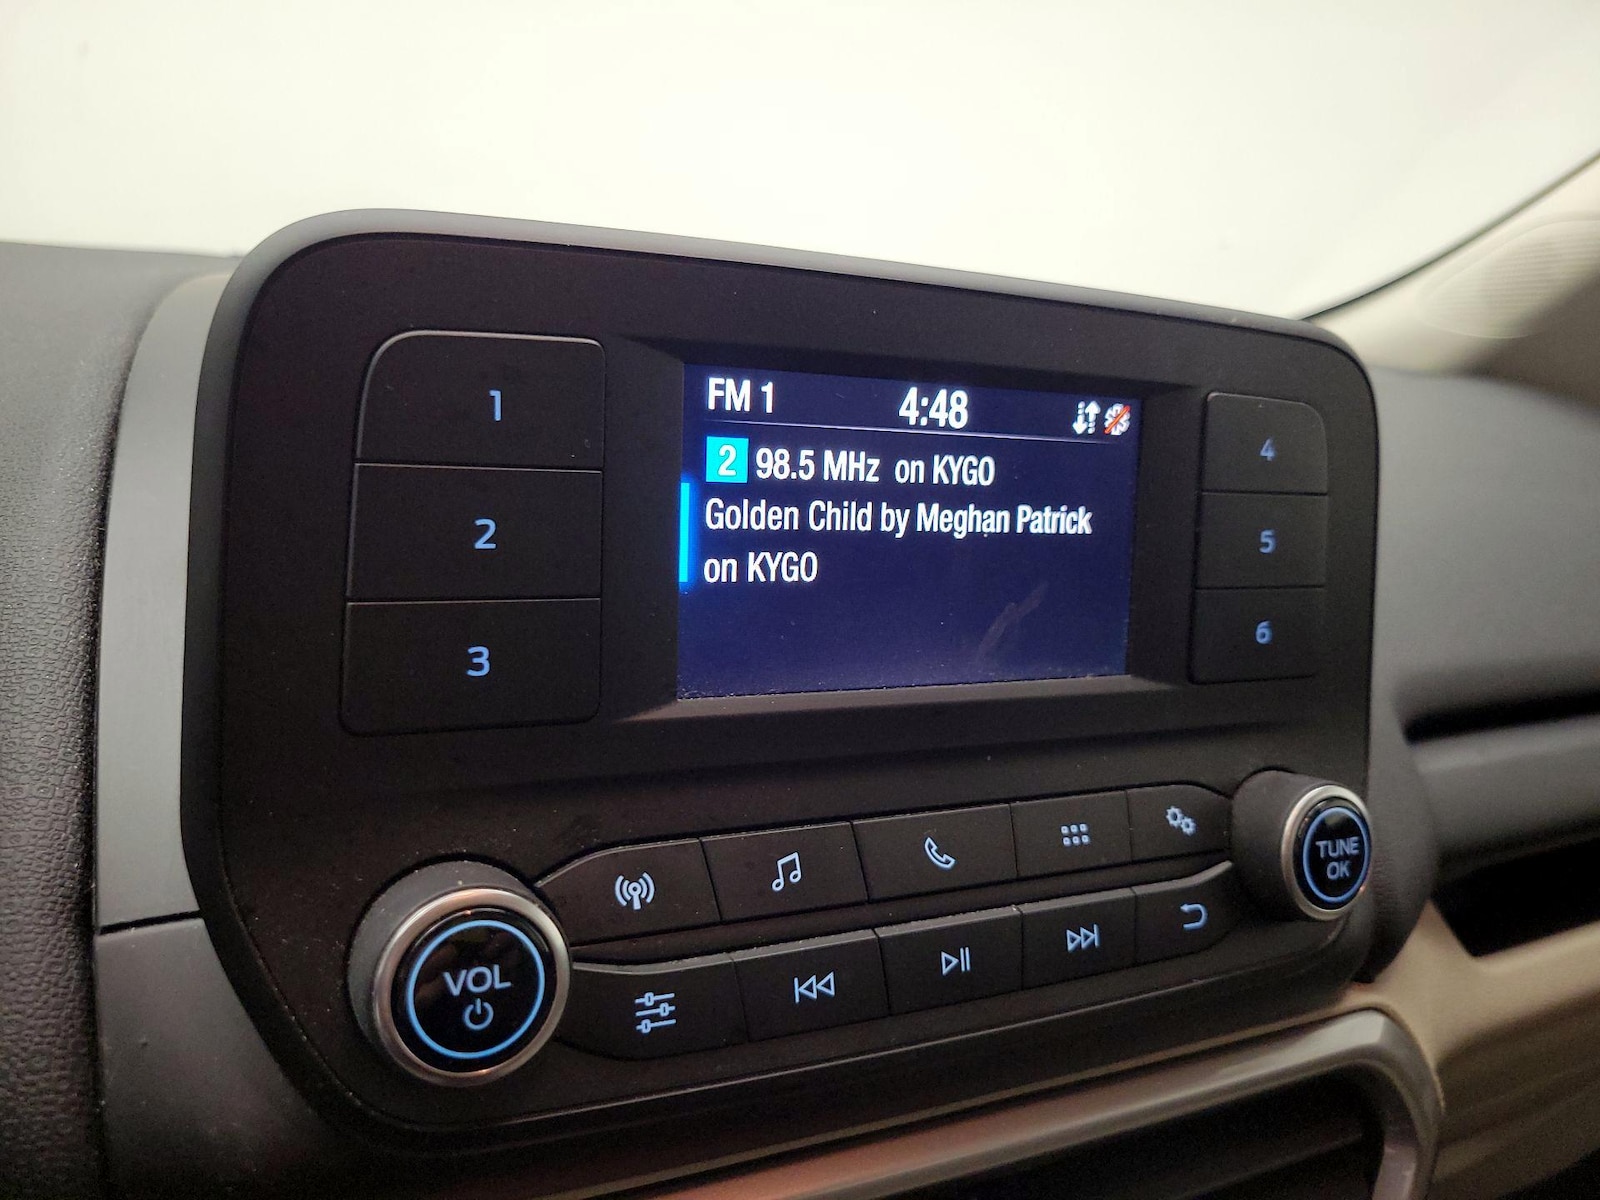 FM 1 4:48
2 98.5 MHz on KYGO
Golden Child by Meghan Patrick
on KYGO
1
2
3
4
5
6
VOL
TUNE
OK